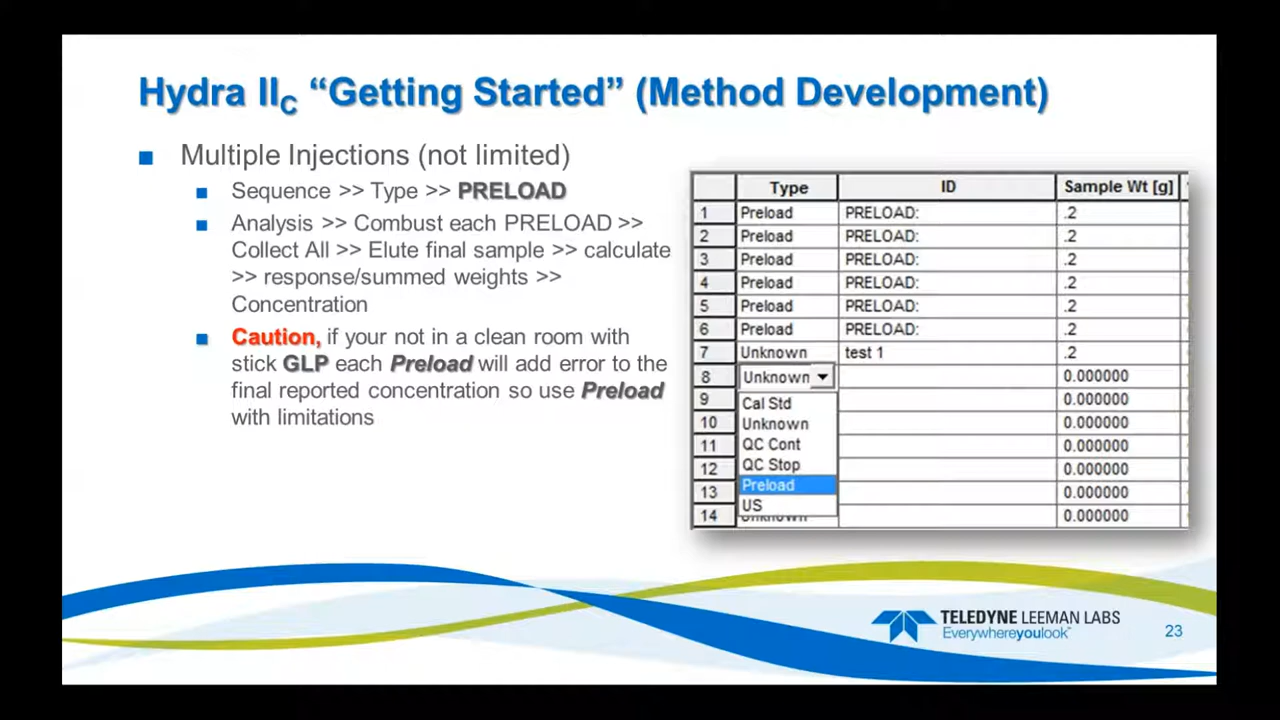 Hydra IIC “Getting Started” (Method Development)
Multiple Injections (not limited)
Sequence >> Type >> PRELOAD
Analysis >> Combust each PRELOAD >>
Collect All >> Elute final sample >> calculate
>> response/summed weights >>
Concentration
Caution, if your not in a clean room with
stick GLP each Preload will add error to the
final reported concentration so use Preload
with limitations
Type ID Sample Wt [g]
1 Preload PRELOAD: .2
2 Preload PRELOAD: .2
3 Preload PRELOAD: .2
4 Preload PRELOAD: .2
5 Preload PRELOAD: .2
6 Preload PRELOAD: .2
7 Unknown test 1 .2
8 Unknown 0.000000
9 Cal Std 0.000000
10 Unknown 0.000000
11 QC Cont 0.000000
12 QC Stop 0.000000
13 Preload 0.000000
US
14 Unknown 0.000000
TELEDYNE LEEMAN LABS
Everywhereyoulook™
23